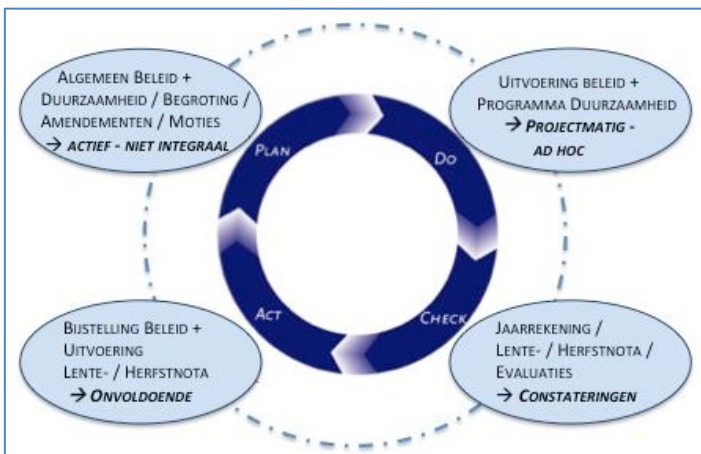 ALGEMEEN BELEID +
DUURZAAMHEID / BEGROTING /
AMENDEMENTEN / MOTIES
→ ACTIEF - NIET INTEGRAAL
UITVOERING BELEID +
PROGRAMMA DUURZAAMHEID
→ PROJECTMATIG -
AD HOC
PLAN
DO
ACT
CHECK
BIJSTELLING BELEID +
UITVOERING
LENTE- / HERFSTNOTA
→ ONVOLDOENDE
JAARREKENING /
LENTE- / HERFSTNOTA /
EVALUATIES
→ CONSTATERINGEN